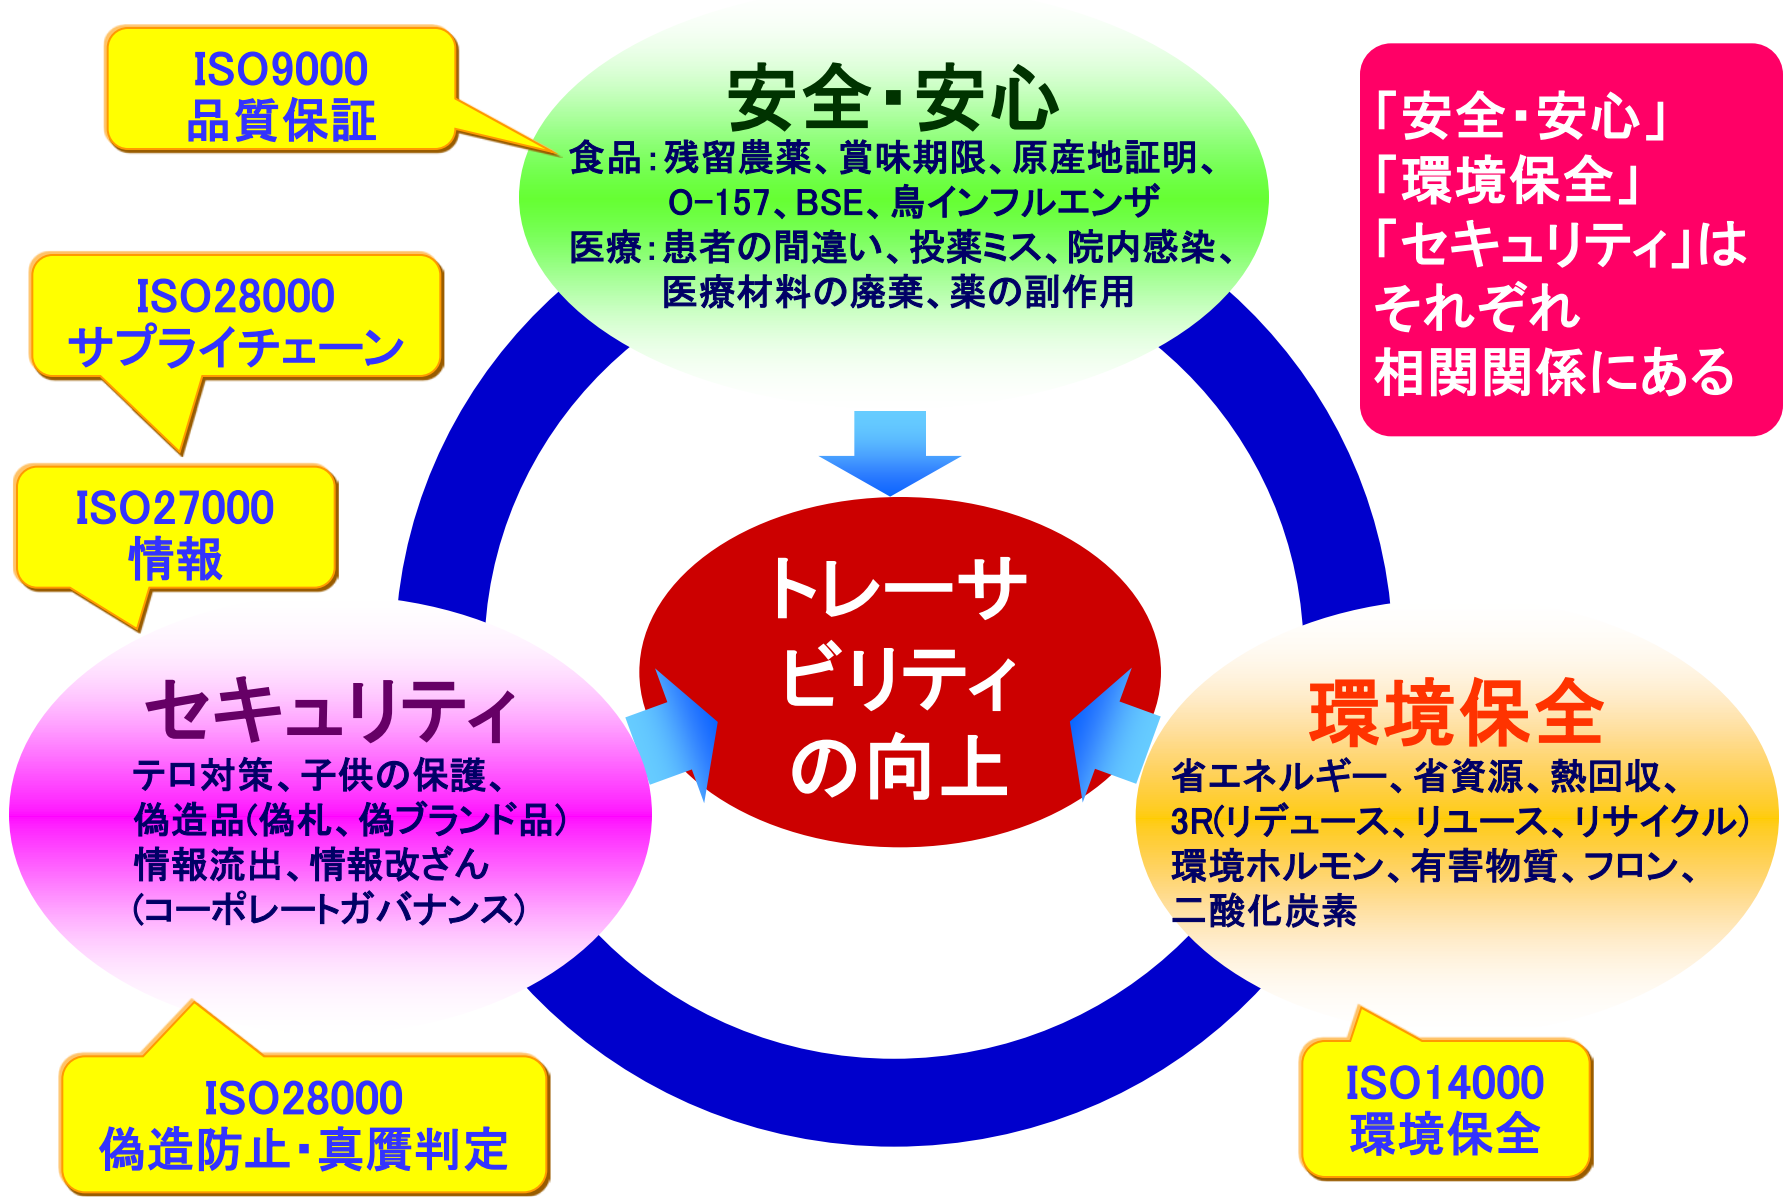 ISO9000
品質保証
安全・安心
食品：残留農薬、賞味期限、原産地証明、
O-157、BSE、鳥インフルエンザ
医療：患者の間違い、投薬ミス、院内感染、
医療材料の廃棄、薬の副作用
「安全・安心」
「環境保全」
「セキュリティ」は
それぞれ
相関関係にある
ISO28000
サプライチェーン
ISO27000
情報
トレーサ
ビリティ
の向上
セキュリティ
テロ対策、子供の保護、
偽造品(偽札、偽ブランド品)
情報流出、情報改ざん
(コーポレートガバナンス)
環境保全
省エネルギー、省資源、熱回収、
3R(リデュース、リユース、リサイクル)
環境ホルモン、有害物質、フロン、
二酸化炭素
ISO28000
偽造防止・真贋判定
ISO14000
環境保全